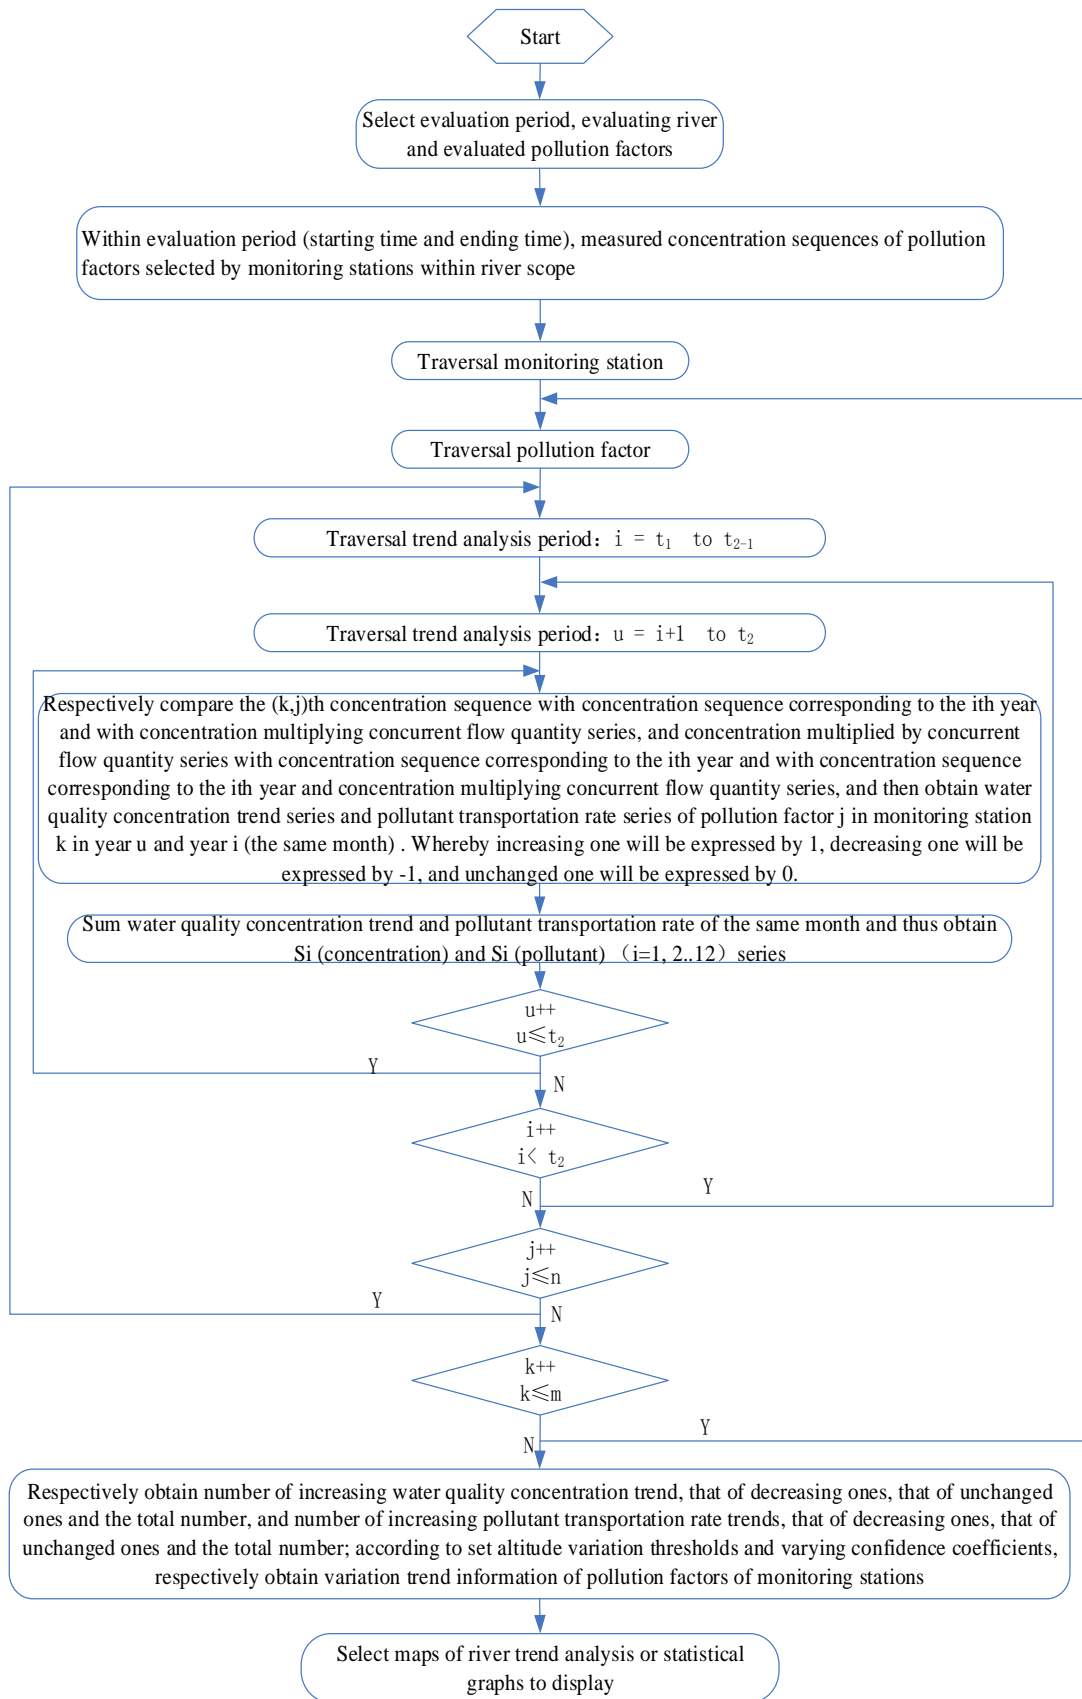 Start
Select evaluation period, evaluating river
and evaluated pollution factors
Within evaluation period (starting time and ending time), measured concentration sequences of pollution
factors selected by monitoring stations within river scope
Traversal monitoring station
Traversal pollution factor
Traversal trend analysis period: i = t₁ to t₂₋₁
Traversal trend analysis period: u = i+1 to t₂
Respectively compare the (k,j)th concentration sequence with concentration sequence corresponding to the ith year
and with concentration multiplying concurrent flow quantity series, and concentration multiplied by concurrent
flow quantity series with concentration sequence corresponding to the ith year and with concentration sequence
corresponding to the ith year and concentration multiplying concurrent flow quantity series, and then obtain water
quality concentration trend series and pollutant transportation rate series of pollution factor j in monitoring station
k in year u and year i (the same month) . Whereby increasing one will be expressed by 1, decreasing one will be
expressed by -1, and unchanged one will be expressed by 0.
Sum water quality concentration trend and pollutant transportation rate of the same month and thus obtain
Si (concentration) and Si (pollutant) （i=1, 2..12）series
u++
u≤t₂
Y
N
i++
i< t₂
N
Y
j++
j≤n
Y
N
k++
k≤m
Y
N
Respectively obtain number of increasing water quality concentration trend, that of decreasing ones, that of unchanged
ones and the total number, and number of increasing pollutant transportation rate trends, that of decreasing ones, that of
unchanged ones and the total number; according to set altitude variation thresholds and varying confidence coefficients,
respectively obtain variation trend information of pollution factors of monitoring stations
Select maps of river trend analysis or statistical
graphs to display